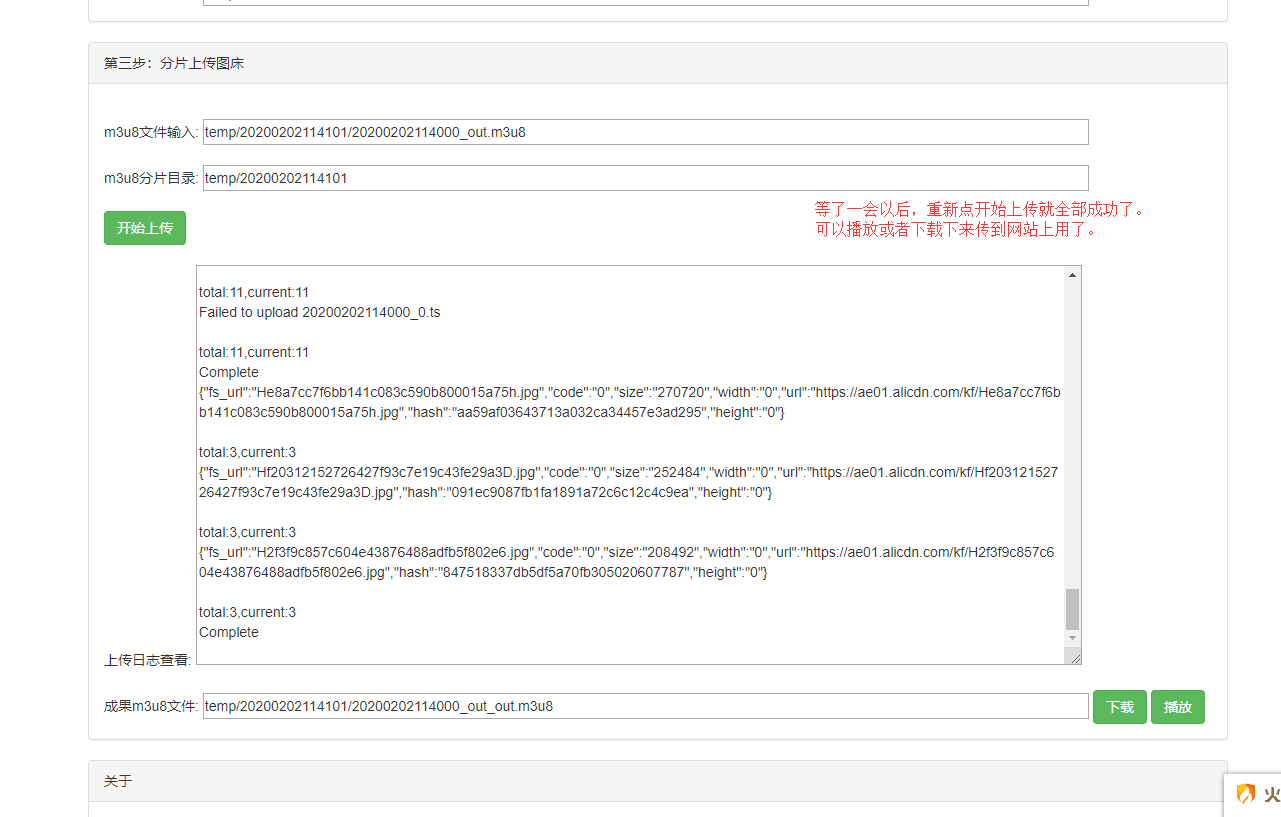 第三步：分片上传图床
m3u8文件输入: temp/20200202114101/20200202114000_out.m3u8
m3u8分片目录: temp/20200202114101
等了一会以后，重新点开始上传就全部成功了。
开始上传
可以播放或者下载下来传到网站上用了。
total:11,current:11
Failed to upload 20200202114000_0.ts
total:11,current:11
Complete
{"fs_url":"He8a7cc7f6bb141c083c590b800015a75h.jpg","code":"0","size":"270720","width":"0","url":"https://ae01.alicdn.com/kf/He8a7cc7f6b
b141c083c590b800015a75h.jpg","hash":"aa59af03643713a032ca34457e3ad295","height":"0"}
total:3,current:3
{"fs_url":"Hf20312152726427f93c7e19c43fe29a3D.jpg","code":"0","size":"252484","width":"0","url":"https://ae01.alicdn.com/kf/Hf203121527
26427f93c7e19c43fe29a3D.jpg","hash":"091ec9087fb1fa1891a72c6c12c4c9ea","height":"0"}
total:3,current:3
{"fs_url":"H2f3f9c857c604e43876488adfb5f802e6.jpg","code":"0","size":"208492","width":"0","url":"https://ae01.alicdn.com/kf/H2f3f9c857c6
04e43876488adfb5f802e6.jpg","hash":"847518337db5df5a70fb305020607787","height":"0"}
total:3,current:3
Complete
上传日志查看:
成果m3u8文件: temp/20200202114101/20200202114000_out_out.m3u8 下载 播放
关于
火